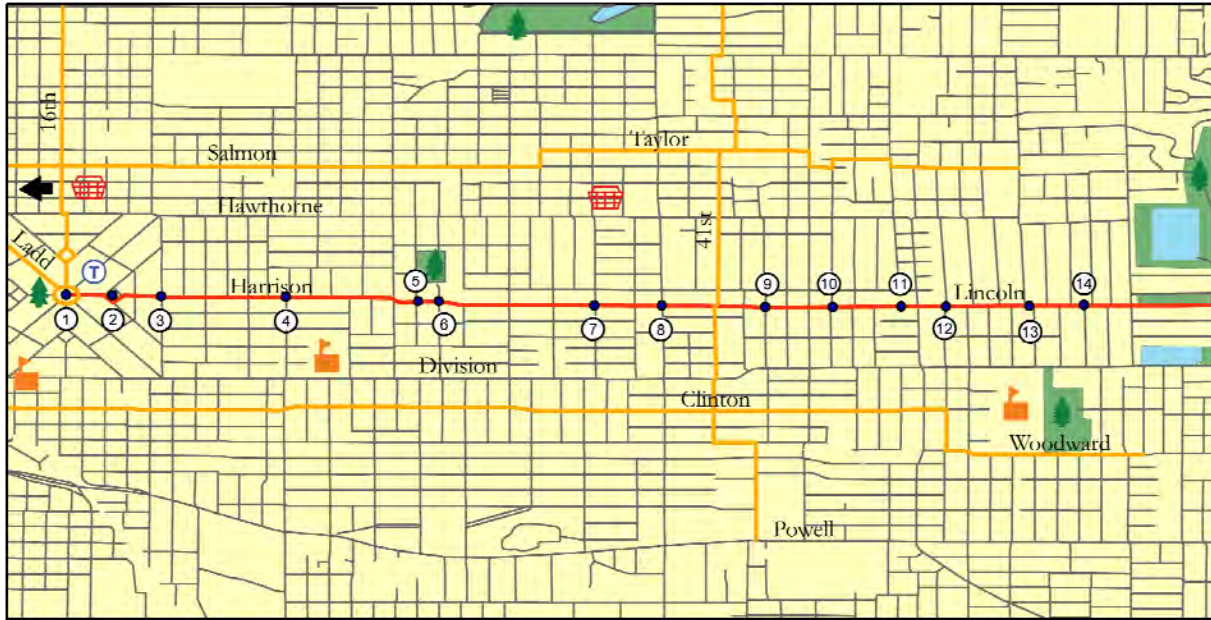 16th
Salmon
Taylor
Hawthorne
41st
Ladd
T
Harrison
Lincoln
1
2
3
4
5
6
7
8
9
10
11
12
13
14
Division
Clinton
Woodward
Powell